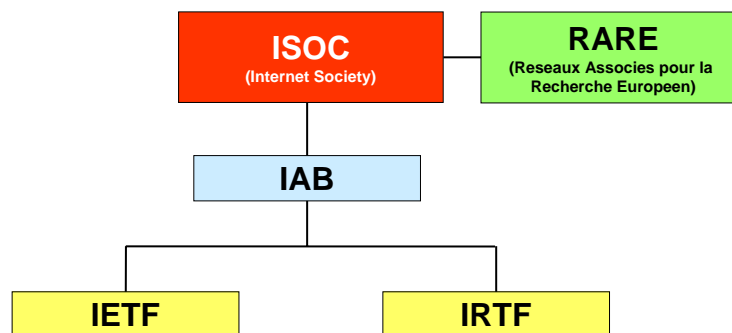 ISOC
(Internet Society)
RARE
(Reseaux Associes pour la
Recherche Europeen)
IAB
IETF
IRTF